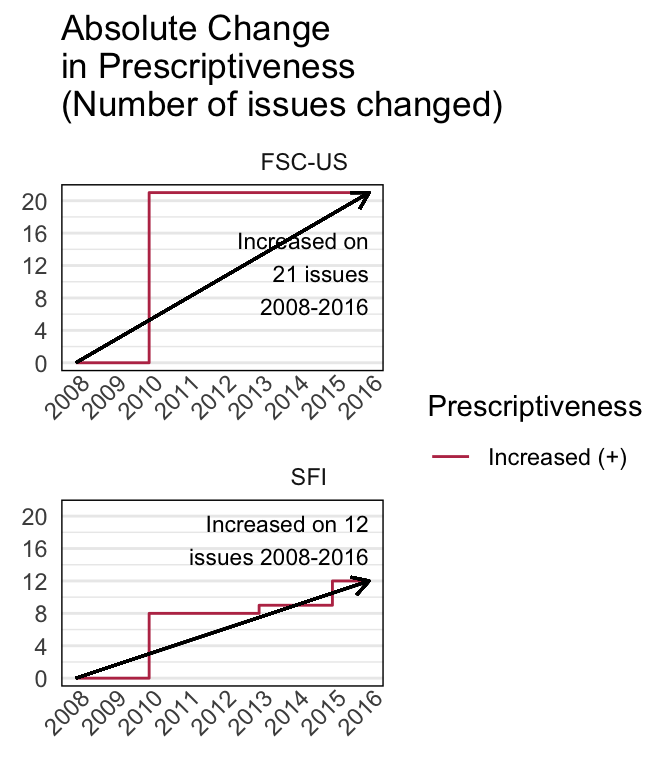 Absolute Change
in Prescriptiveness
(Number of issues changed)
FSC-US
20
16
12
8
4
0
Increased on
21 issues
2008-2016
2008 2009 2010 2011 2012 2013 2014 2015 2016
Prescriptiveness
Increased (+)
SFI
20
16
12
8
4
0
Increased on 12
issues 2008-2016
2008 2009 2010 2011 2012 2013 2014 2015 2016